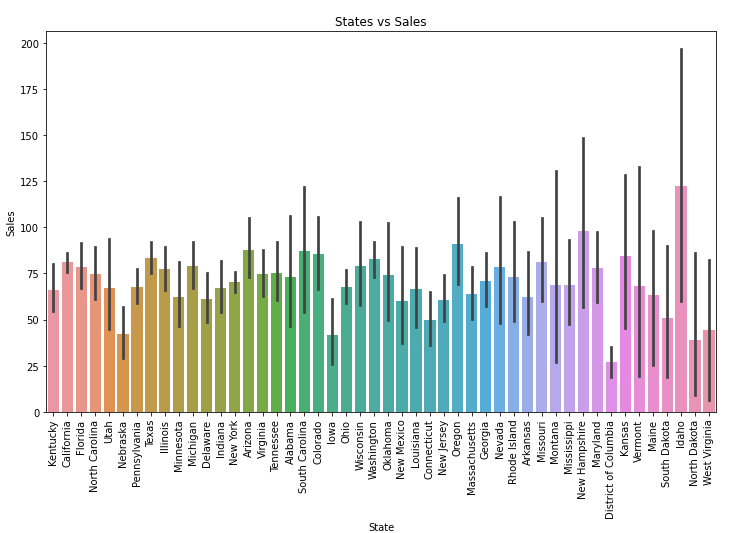 States vs Sales
200
175
150
125
100
75
50
25
0
Sales
Kentucky
California
Florida
North Carolina
Utah
Nebraska
Pennsylvania
Texas
Illinois
Minnesota
Michigan
Delaware
Indiana
New York
Arizona
Virginia
Tennessee
Alabama
South Carolina
Colorado
Iowa
Ohio
Wisconsin
Washington
Oklahoma
New Mexico
Louisiana
Connecticut
New Jersey
Oregon
Massachusetts
Georgia
Nevada
Rhode Island
Arkansas
Missouri
Montana
Mississippi
New Hampshire
Maryland
District of Columbia
Kansas
Vermont
Maine
South Dakota
Idaho
North Dakota
West Virginia
State